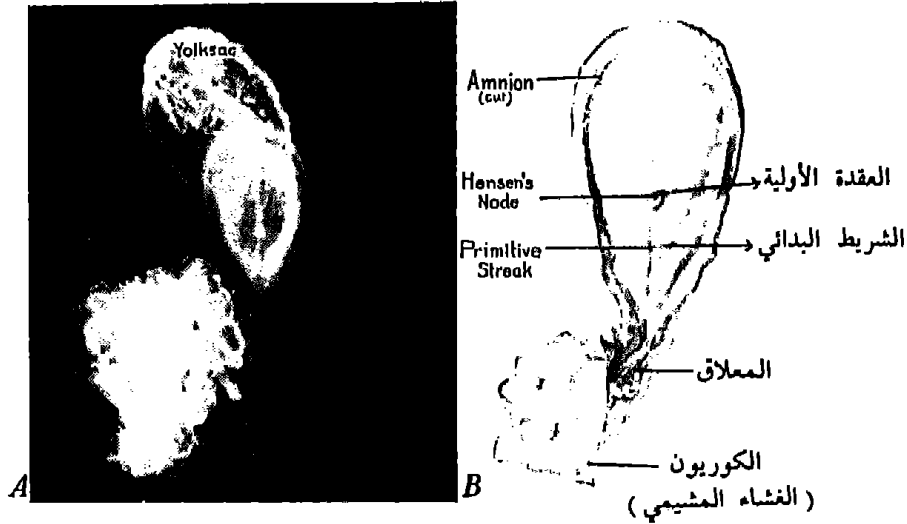 Yolksac
Amnion
(cut)
Hensen's
Node
العقدة الأولية
Primitive
Streak
الشريط البدائي
المعلاق
الكوريون
(الغشاء المشيمي)
A
B